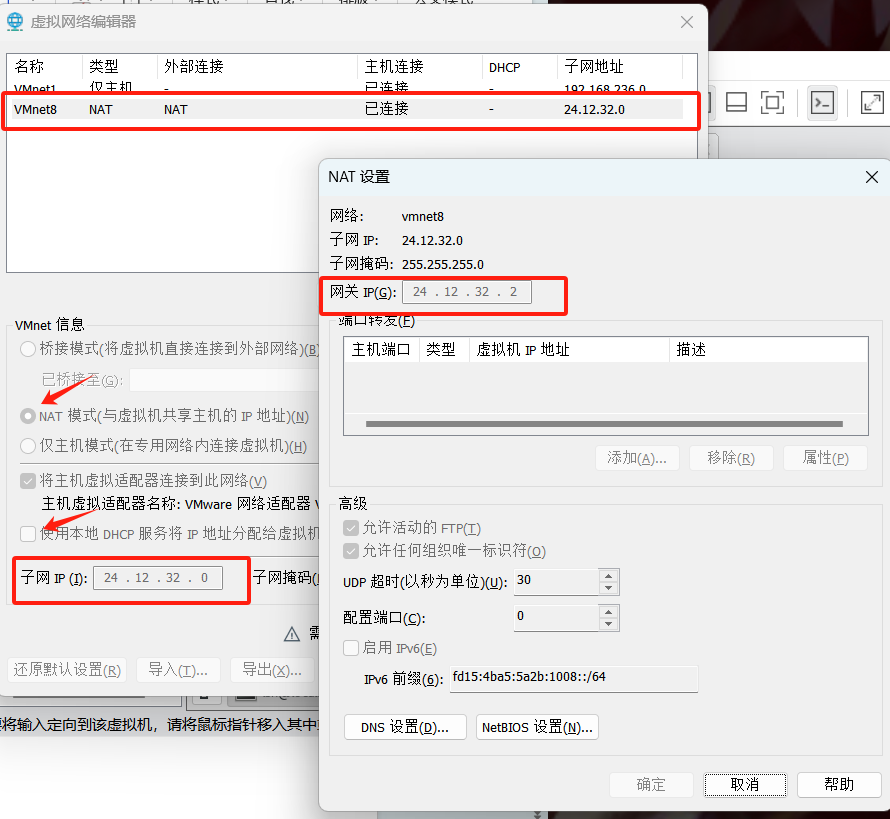 虚拟网络编辑器
名称 类型 外部连接 主机连接 DHCP 子网地址
VMnet1 仅主机... - 已连接 - 192.168.236.0
VMnet8 NAT NAT 已连接 - 24.12.32.0
VMnet 信息
桥接模式(将虚拟机直接连接到外部网络)(B)
已桥接至(G):
NAT 模式(与虚拟机共享主机的 IP 地址)(N)
仅主机模式(在专用网络内连接虚拟机)(H)
将主机虚拟适配器连接到此网络(V)
主机虚拟适配器名称: VMware 网络适配器
使用本地 DHCP 服务将 IP 地址分配给虚拟机
子网 IP (I): 24 . 12 . 32 . 0 子网掩码(
还原默认设置(R) 导入(T)... 导出(X)...
将输入定向到该虚拟机，请将鼠标指针移入其中
NAT 设置
网络: vmnet8
子网 IP: 24.12.32.0
子网掩码: 255.255.255.0
网关 IP(G): 24 . 12 . 32 . 2
端口转发(F)
主机端口 类型 虚拟机 IP 地址 描述
添加(A)... 移除(R) 属性(P)
高级
允许活动的 FTP(T)
允许任何组织唯一标识符(O)
UDP 超时(以秒为单位)(U): 30
配置端口(C): 0
启用 IPv6(E)
IPv6 前缀(6): fd15:4ba5:5a2b:1008::/64
DNS 设置(D)... NetBIOS 设置(N)...
确定 取消 帮助